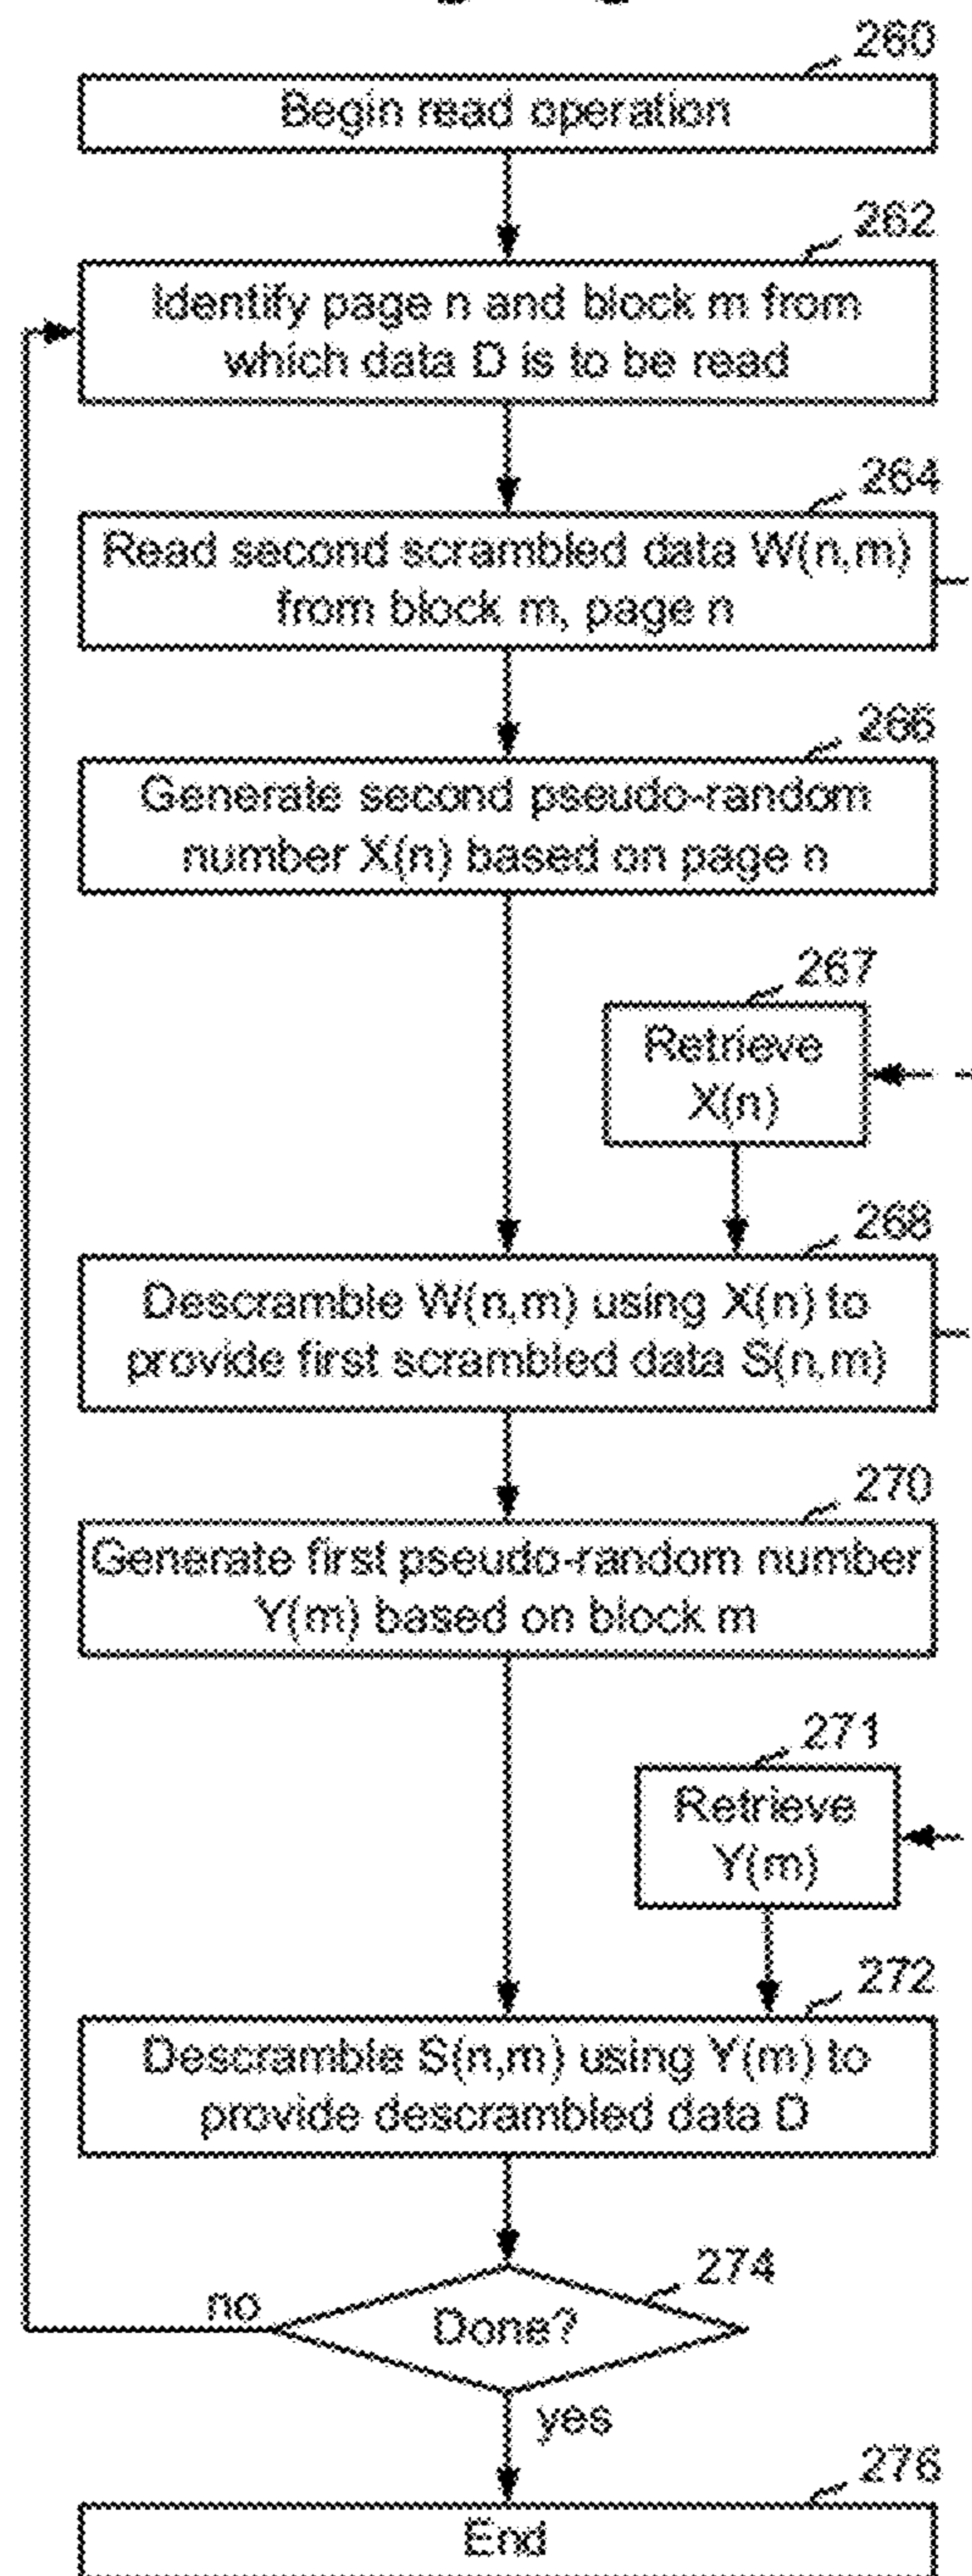 260
Begin read operation
262
Identify page n and block m from
which data D is to be read
264
Read second scrambled data W(n,m)
from block m, page n
266
Generate second pseudo-random
number X(n) based on page n
267
Retrieve
X(n)
268
Descramble W(n,m) using X(n) to
provide first scrambled data S(n,m)
270
Generate first pseudo-random number
Y(m) based on block m
271
Retrieve
Y(m)
272
Descramble S(n,m) using Y(m) to
provide descrambled data D
274
no
Done?
yes
276
End